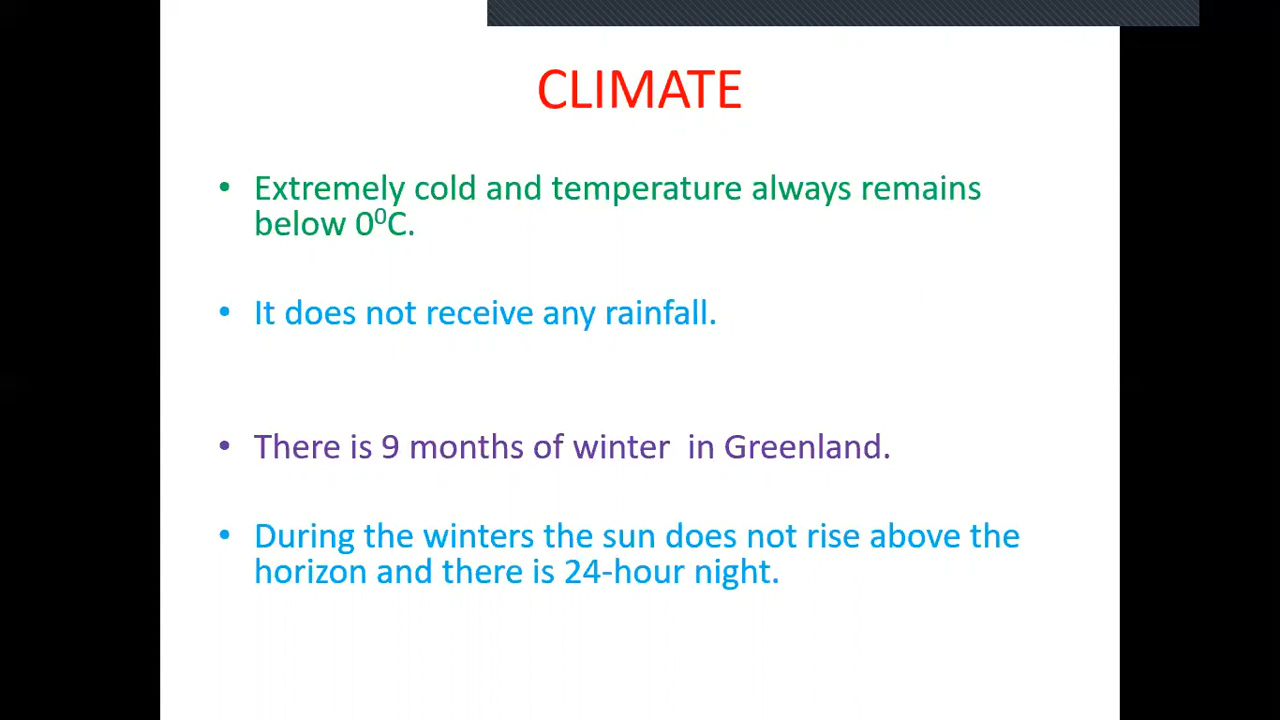 CLIMATE
• Extremely cold and temperature always remains
below 0⁰C.
• It does not receive any rainfall.
• There is 9 months of winter  in Greenland.
• During the winters the sun does not rise above the
horizon and there is 24-hour night.